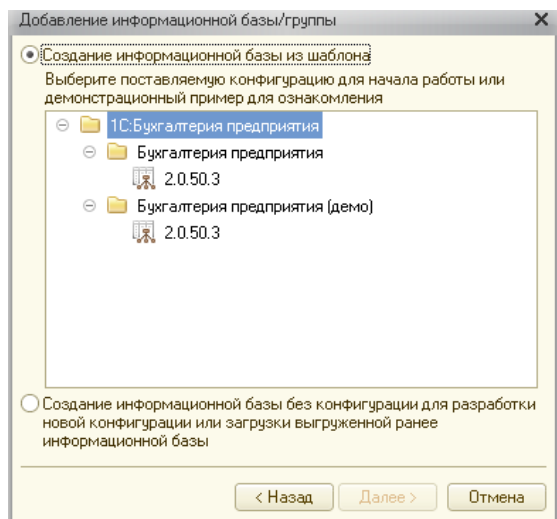 Добавление информационной базы/группы
Создание информационной базы из шаблона
Выберите поставляемую конфигурацию для начала работы или
демонстрационный пример для ознакомления
1С:Бухгалтерия предприятия
Бухгалтерия предприятия
2.0.50.3
Бухгалтерия предприятия (демо)
2.0.50.3
Создание информационной базы без конфигурации для разработки
новой конфигурации или загрузки выгруженной ранее
информационной базы
< Назад Далее > Отмена